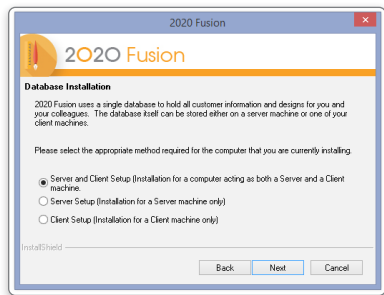 2020 Fusion
2020 Fusion
Database Installation
2020 Fusion uses a single database to hold all customer information and designs for you and
your colleagues. The database itself can be stored either on a server machine or one of your
client machines.
Please select the appropriate method required for the computer that you are currently installing.
Server and Client Setup (Installation for a computer acting as both a Server and a Client
machine.
Server Setup (Installation for a Server machine only)
Client Setup (Installation for a Client machine only)
InstallShield
Back Next Cancel